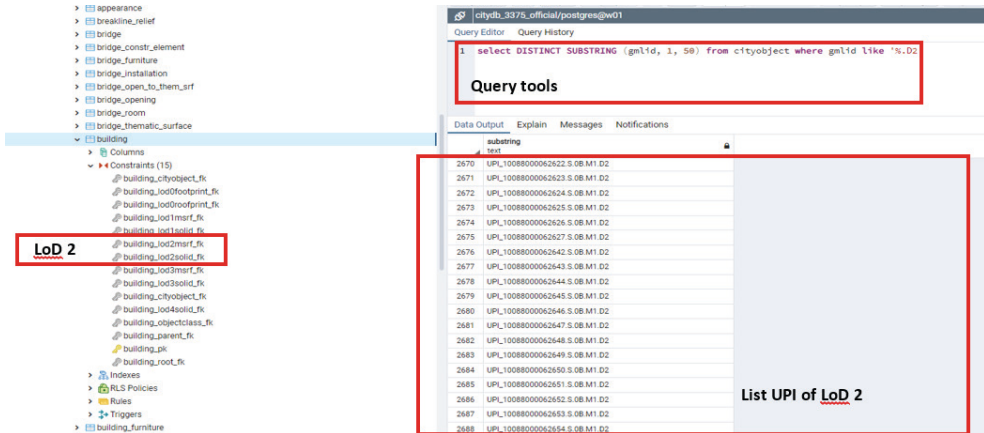 appearance
breakline_relief
bridge
bridge_constr_element
bridge_furniture
bridge_installation
bridge_open_to_them_srf
bridge_opening
bridge_room
bridge_thematic_surface
building
Columns
Constraints (15)
building_cityobject_fk
building_lod0footprint_fk
building_lod0roofprint_fk
building_lod1msrf_fk
building_lod1solid_fk
building_lod2msrf_fk
LoD 2
building_lod2solid_fk
building_lod3msrf_fk
building_lod3solid_fk
building_cityobject_fk
building_lod4solid_fk
building_objectclass_fk
building_parent_fk
building_pk
building_root_fk
Indexes
RLS Policies
Rules
Triggers
building_furniture
citydb_3375_official/postgres@w01
Query Editor Query History
1 select DISTINCT SUBSTRING (gmlid, 1, 50) from cityobject where gmlid like '%.D2
Query tools
Data Output Explain Messages Notifications
substring
text
2670 UPI_10088000062622.S.0B.M1.D2
2671 UPI_10088000062623.S.0B.M1.D2
2672 UPI_10088000062624.S.0B.M1.D2
2673 UPI_10088000062625.S.0B.M1.D2
2674 UPI_10088000062626.S.0B.M1.D2
2675 UPI_10088000062627.S.0B.M1.D2
2676 UPI_10088000062642.S.0B.M1.D2
2677 UPI_10088000062643.S.0B.M1.D2
2678 UPI_10088000062644.S.0B.M1.D2
2679 UPI_10088000062645.S.0B.M1.D2
2680 UPI_10088000062646.S.0B.M1.D2
2681 UPI_10088000062647.S.0B.M1.D2
2682 UPI_10088000062648.S.0B.M1.D2
2683 UPI_10088000062649.S.0B.M1.D2
2684 UPI_10088000062650.S.0B.M1.D2
2685 UPI_10088000062651.S.0B.M1.D2
2686 UPI_10088000062652.S.0B.M1.D2
List UPI of LoD 2
2687 UPI_10088000062653.S.0B.M1.D2
2688 UPI_10088000062654.S.0B.M1.D2